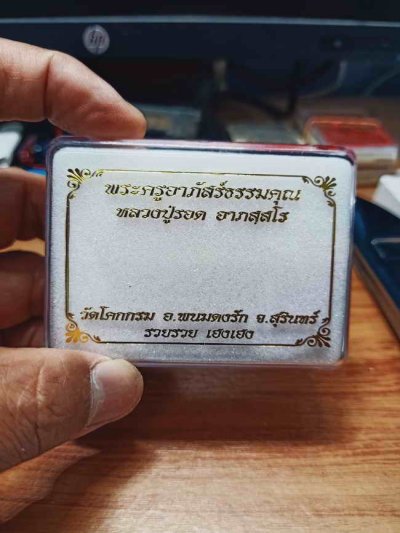 hp
พระครูอาภัสร์ธรรมคุณ
หลวงปู่รอด อาภสฺสโร
วัดโคกกรม อ.พนมดงรัก จ.สุรินทร์
รวยรวย เฮงเฮง